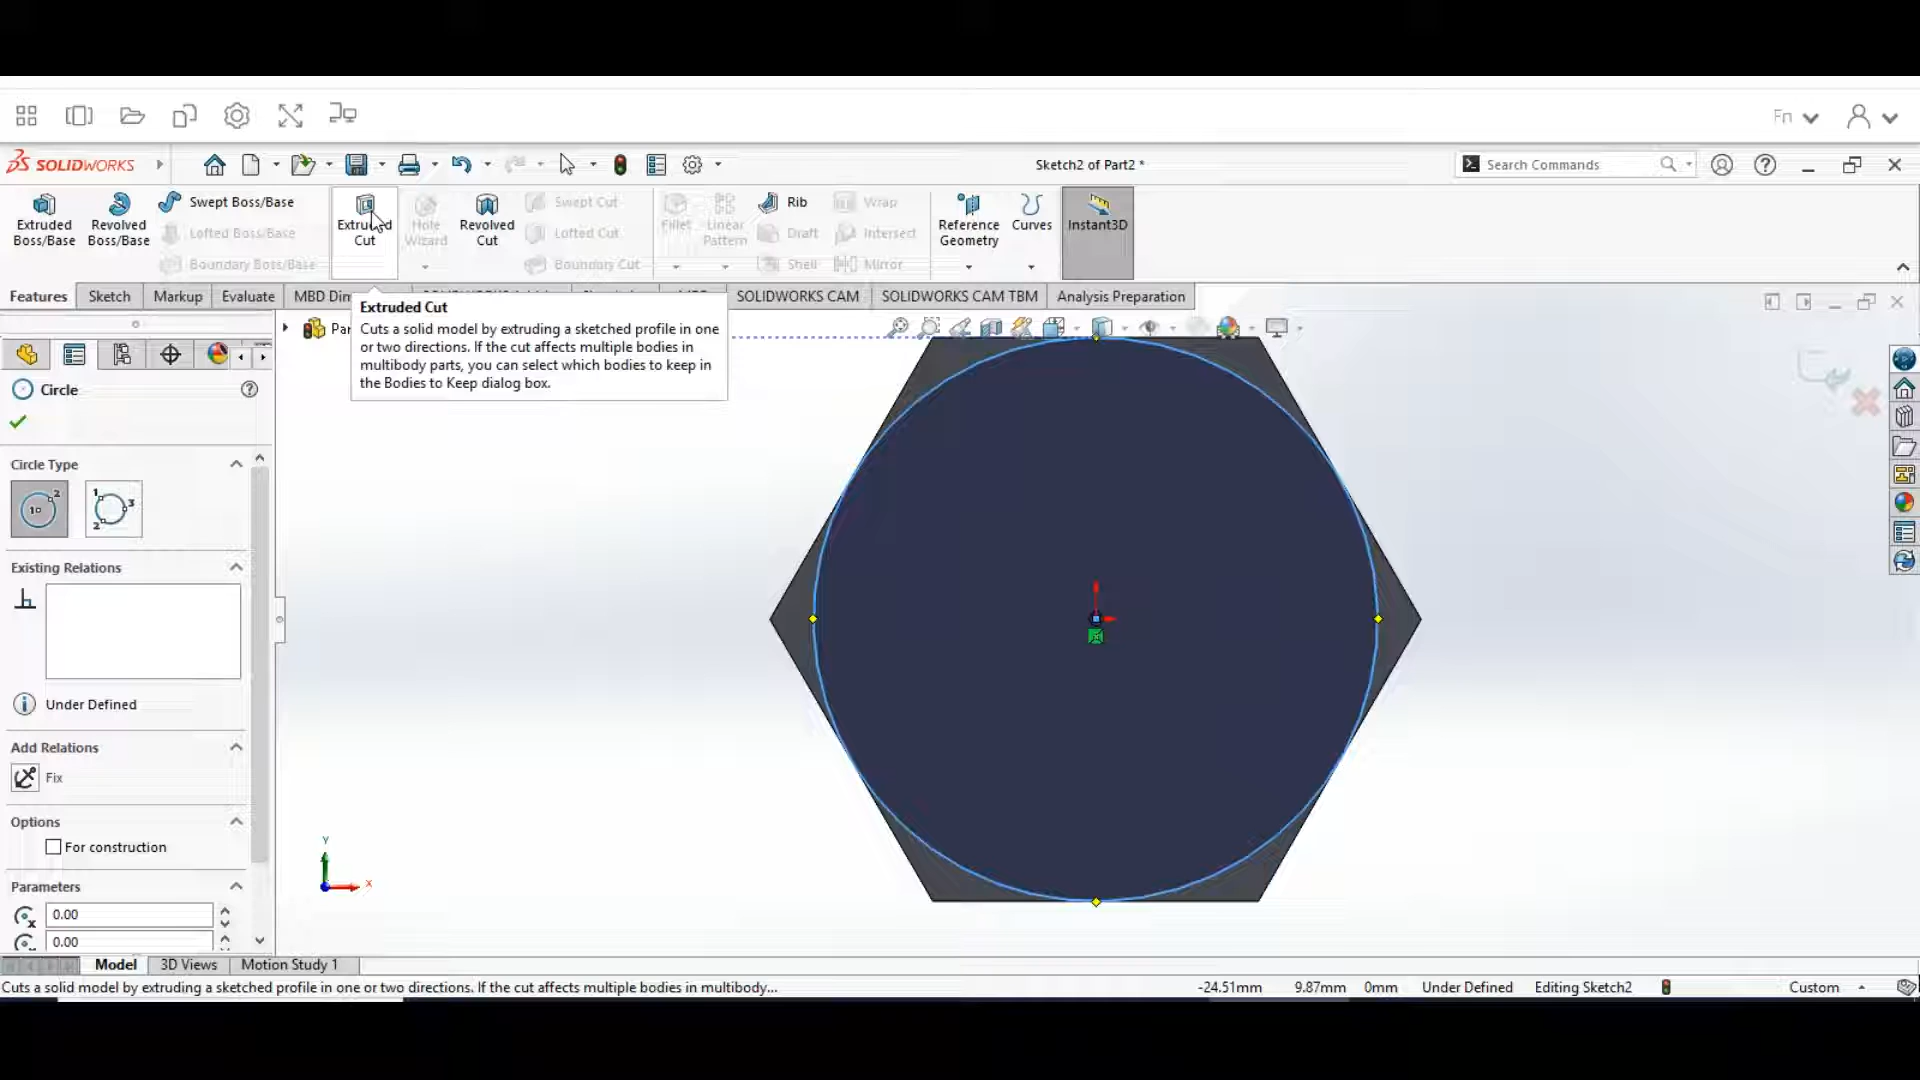 Fn
SOLIDWORKS
Sketch2 of Part2 *
Search Commands
Extruded Boss/Base
Revolved Boss/Base
Swept Boss/Base
Lofted Boss/Base
Boundary Boss/Base
Extruded Cut
Hole Wizard
Revolved Cut
Swept Cut
Lofted Cut
Boundary Cut
Fillet
Linear Pattern
Rib
Draft
Shell
Wrap
Intersect
Mirror
Reference Geometry
Curves
Instant3D
Features
Sketch
Markup
Evaluate
MBD Dim
SOLIDWORKS CAM
SOLIDWORKS CAM TBM
Analysis Preparation
Extruded Cut
Cuts a solid model by extruding a sketched profile in one
or two directions. If the cut affects multiple bodies in
multibody parts, you can select which bodies to keep in
the Bodies to Keep dialog box.
Par
Circle
Circle Type
Existing Relations
Under Defined
Add Relations
Fix
Options
For construction
Parameters
0.00
0.00
Y
X
Model
3D Views
Motion Study 1
Cuts a solid model by extruding a sketched profile in one or two directions. If the cut affects multiple bodies in multibody...
-24.51mm
9.87mm
0mm
Under Defined
Editing Sketch2
Custom